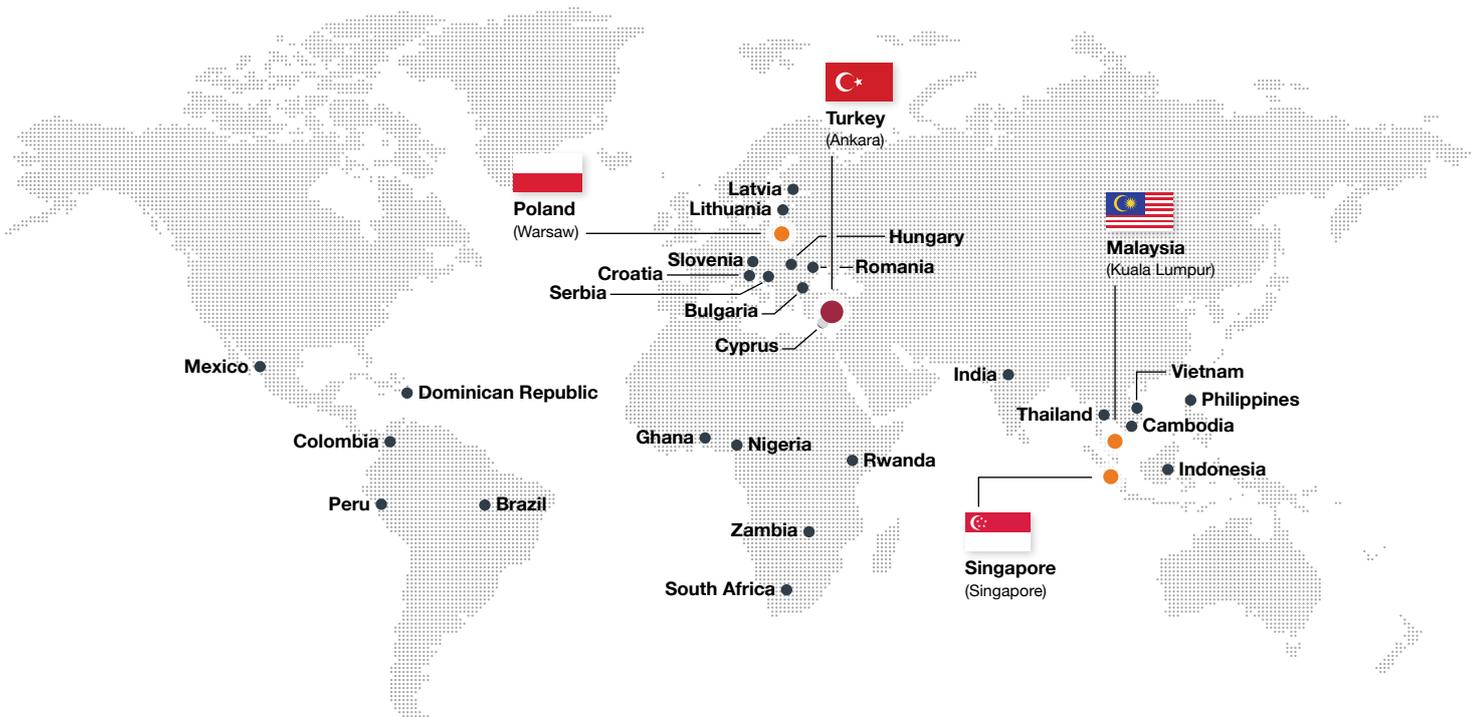 Turkey
(Ankara)
Latvia
Lithuania
Poland
(Warsaw)
Hungary
Malaysia
(Kuala Lumpur)
Slovenia
Romania
Croatia
Serbia
Bulgaria
Cyprus
Mexico
India
Vietnam
Dominican Republic
Philippines
Thailand
Cambodia
Colombia
Ghana
Nigeria
Rwanda
Indonesia
Peru
Brazil
Zambia
Singapore
(Singapore)
South Africa